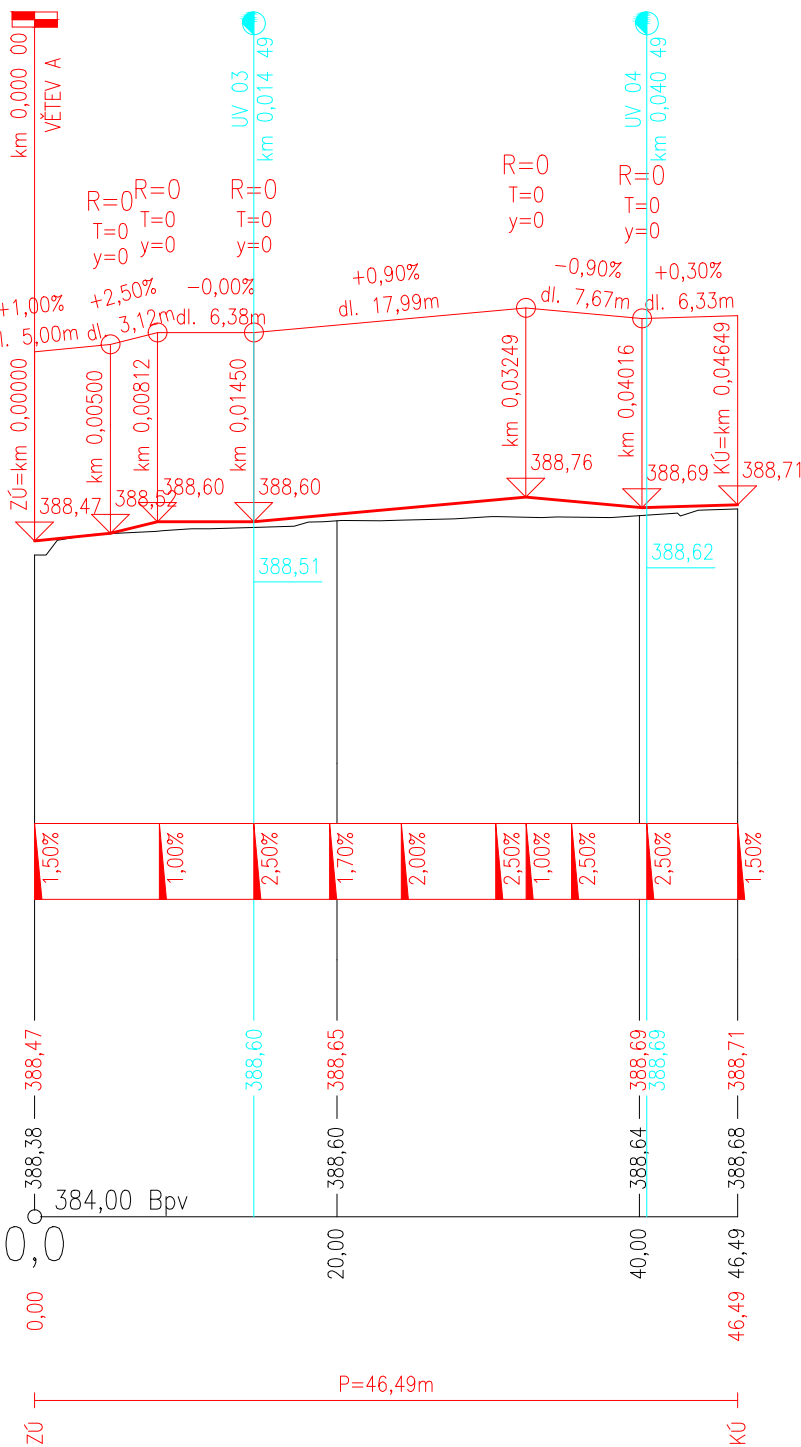 km 0,000 00
VĚTEV A
UV 03
km 0,014 49
UV 04
km 0,040 49
R=0
T=0
y=0
R=0
T=0
y=0
R=0
T=0
y=0
R=0
T=0
y=0
R=0
T=0
y=0
+1,00%
l. 5,00m
+2,50%
dl. 3,12m
-0,00%
dl. 6,38m
+0,90%
dl. 17,99m
-0,90%
dl. 7,67m
+0,30%
dl. 6,33m
ZÚ=km 0,00000
km 0,00500
km 0,00812
km 0,01450
km 0,03249
km 0,04016
KÚ=km 0,04649
388,47
388,52
388,60
388,60
388,76
388,69
388,71
388,51
388,62
1,50%
1,00%
2,50%
1,70%
2,00%
2,50%
1,00%
2,50%
2,50%
1,50%
388,47
388,60
388,65
388,69
388,69
388,71
388,38
388,60
388,64
388,68
384,00 Bpv
0,0
20,00
40,00
46,49
0,00
46,49
P=46,49m
ZÚ
KÚ